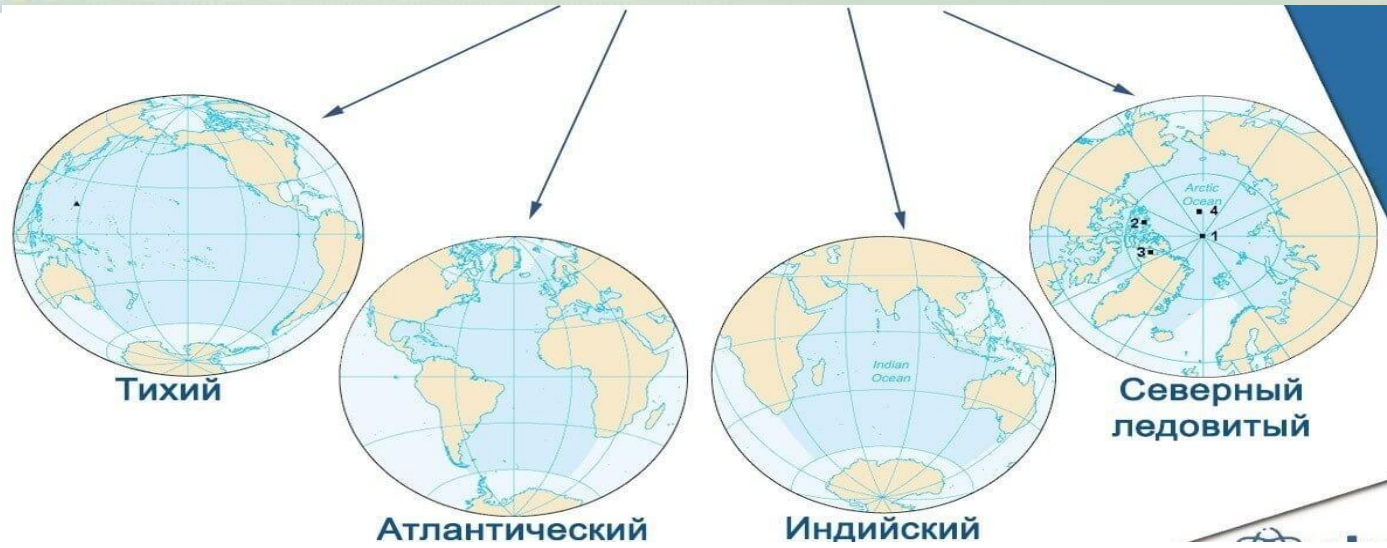 Тихий
Атлантический
Indian
Ocean
Индийский
Arctic
Ocean
4
2
1
3
Северный
ледовитый